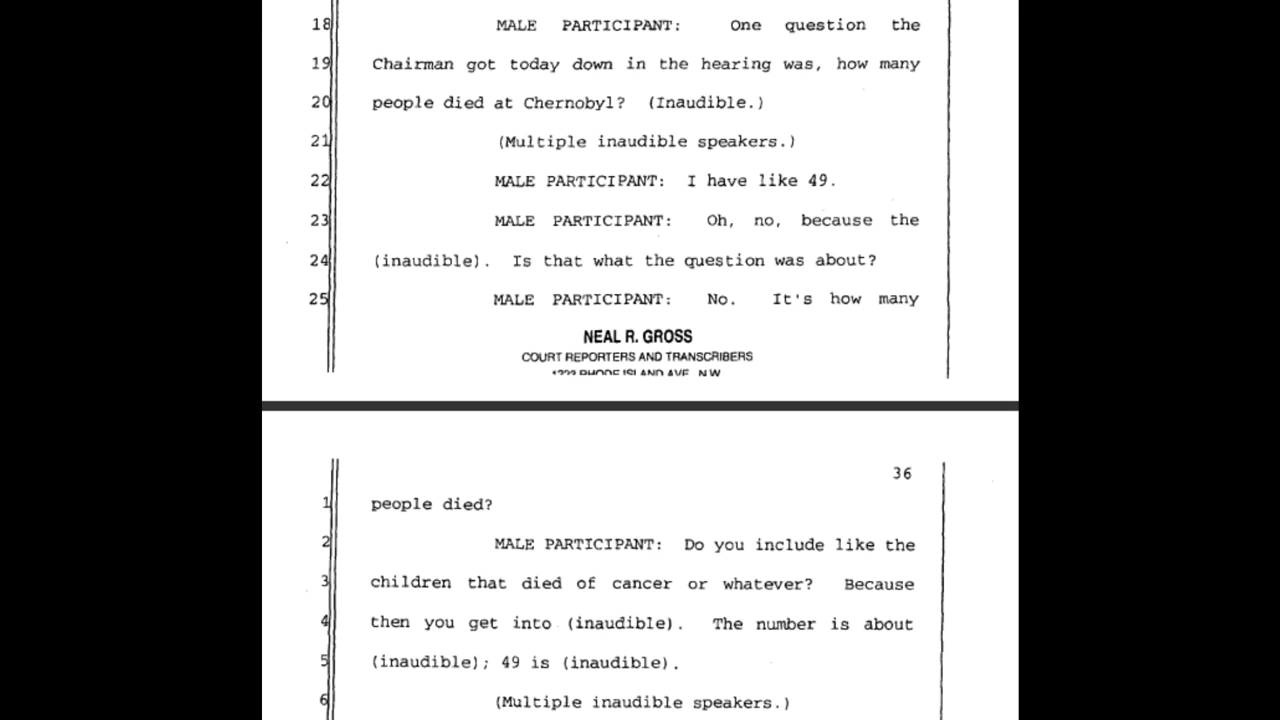 18 MALE PARTICIPANT: One question the
19 Chairman got today down in the hearing was, how many
20 people died at Chernobyl? (Inaudible.)
21 (Multiple inaudible speakers.)
22 MALE PARTICIPANT: I have like 49.
23 MALE PARTICIPANT: Oh, no, because the
24 (inaudible). Is that what the question was about?
25 MALE PARTICIPANT: No. It's how many
NEAL R. GROSS
COURT REPORTERS AND TRANSCRIBERS
1323 RHODE ISLAND AVE., N.W.
36
1 people died?
2 MALE PARTICIPANT: Do you include like the
3 children that died of cancer or whatever? Because
4 then you get into (inaudible). The number is about
5 (inaudible); 49 is (inaudible).
6 (Multiple inaudible speakers.)